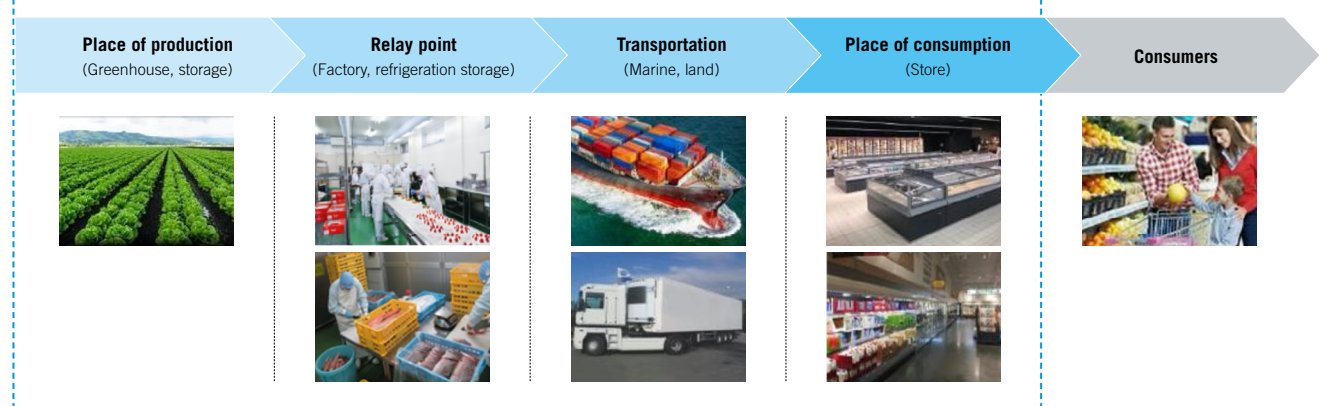 Place of production
(Greenhouse, storage)
Relay point
(Factory, refrigeration storage)
Transportation
(Marine, land)
Place of consumption
(Store)
Consumers